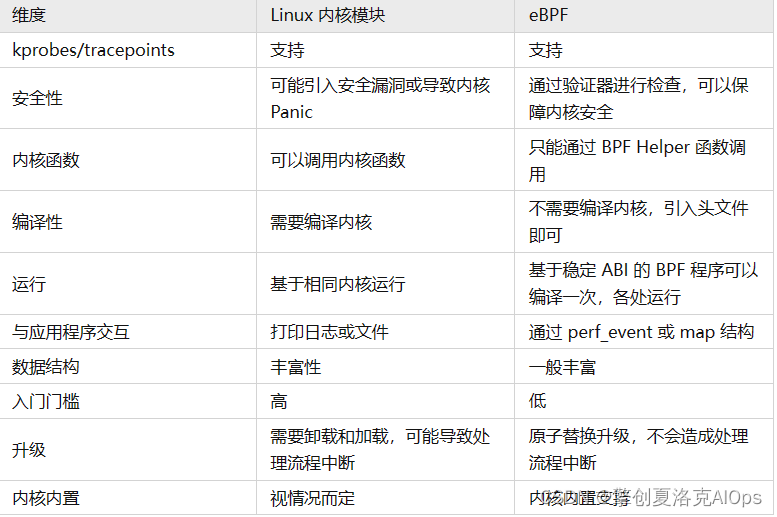 维度 Linux 内核模块 eBPF
kprobes/tracepoints 支持 支持
安全性 可能引入安全漏洞或导致内核 Panic 通过验证器进行检查，可以保障内核安全
内核函数 可以调用内核函数 只能通过 BPF Helper 函数调用
编译性 需要编译内核 不需要编译内核，引入头文件即可
运行 基于相同内核运行 基于稳定 ABI 的 BPF 程序可以编译一次，各处运行
与应用程序交互 打印日志或文件 通过 perf_event 或 map 结构
数据结构 丰富性 一般丰富
入门门槛 高 低
升级 需要卸载和加载，可能导致处理流程中断 原子替换升级，不会造成处理流程中断
内核内置 视情况而定 内核内置支持
CSDN @擎创夏洛克AIOps